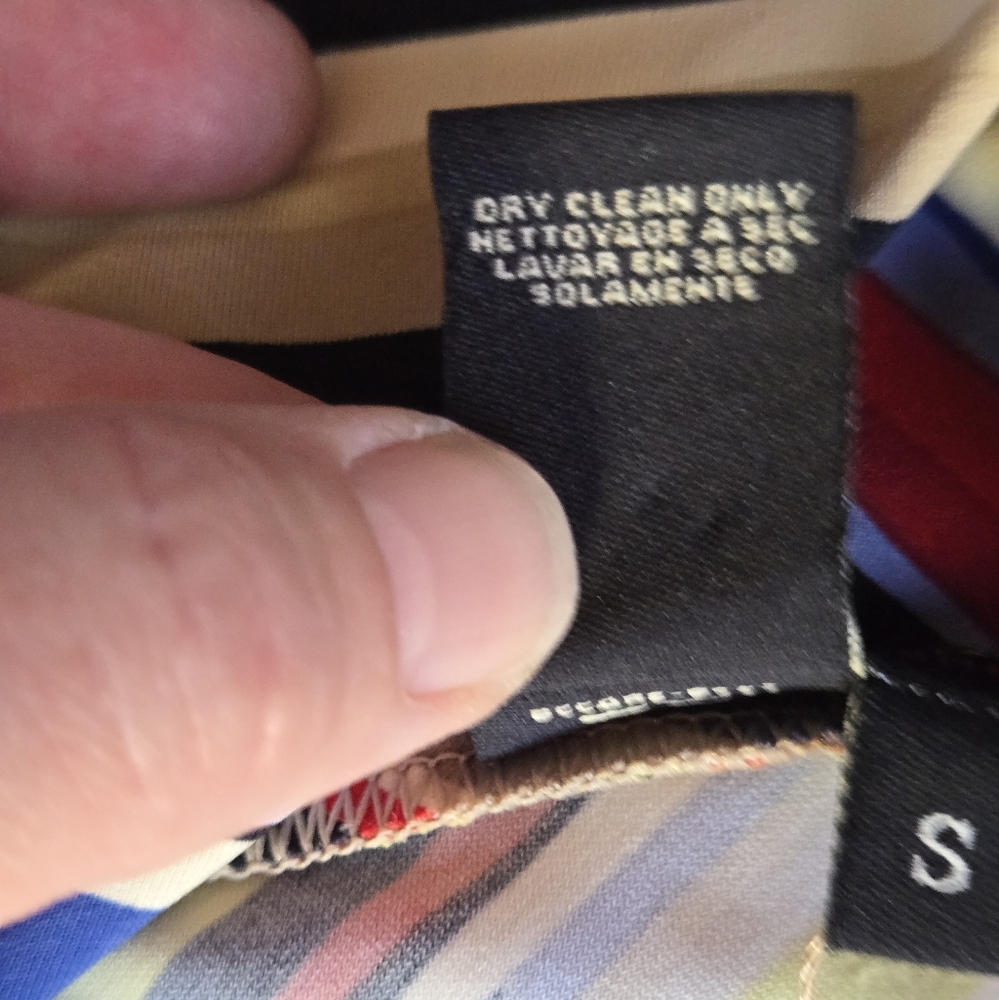 DRY CLEAN ONLY
NETTOYAGE A SEC
LAVAR EN SECO
SOLAMENTE
S